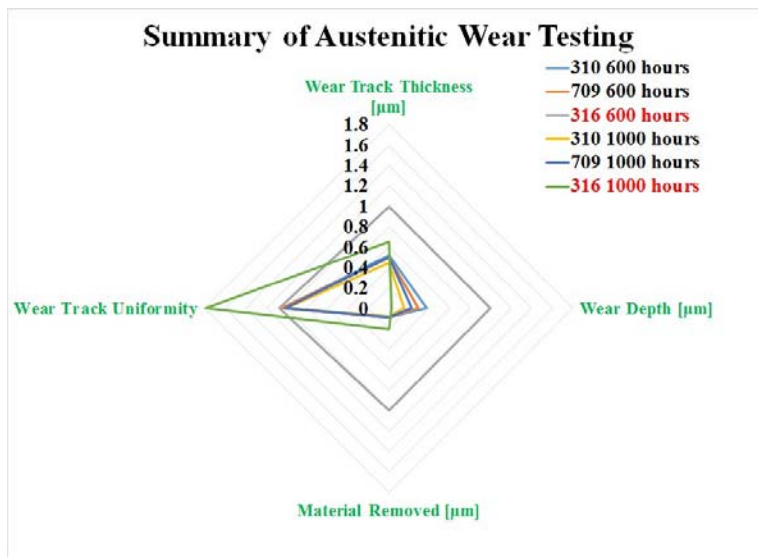 Summary of Austenitic Wear Testing
310 600 hours
709 600 hours
316 600 hours
310 1000 hours
709 1000 hours
316 1000 hours
Wear Track Thickness
[µm]
1.8
1.6
1.4
1.2
1
0.8
0.6
0.4
0.2
0
Wear Track Uniformity
Wear Depth [µm]
Material Removed [µm]